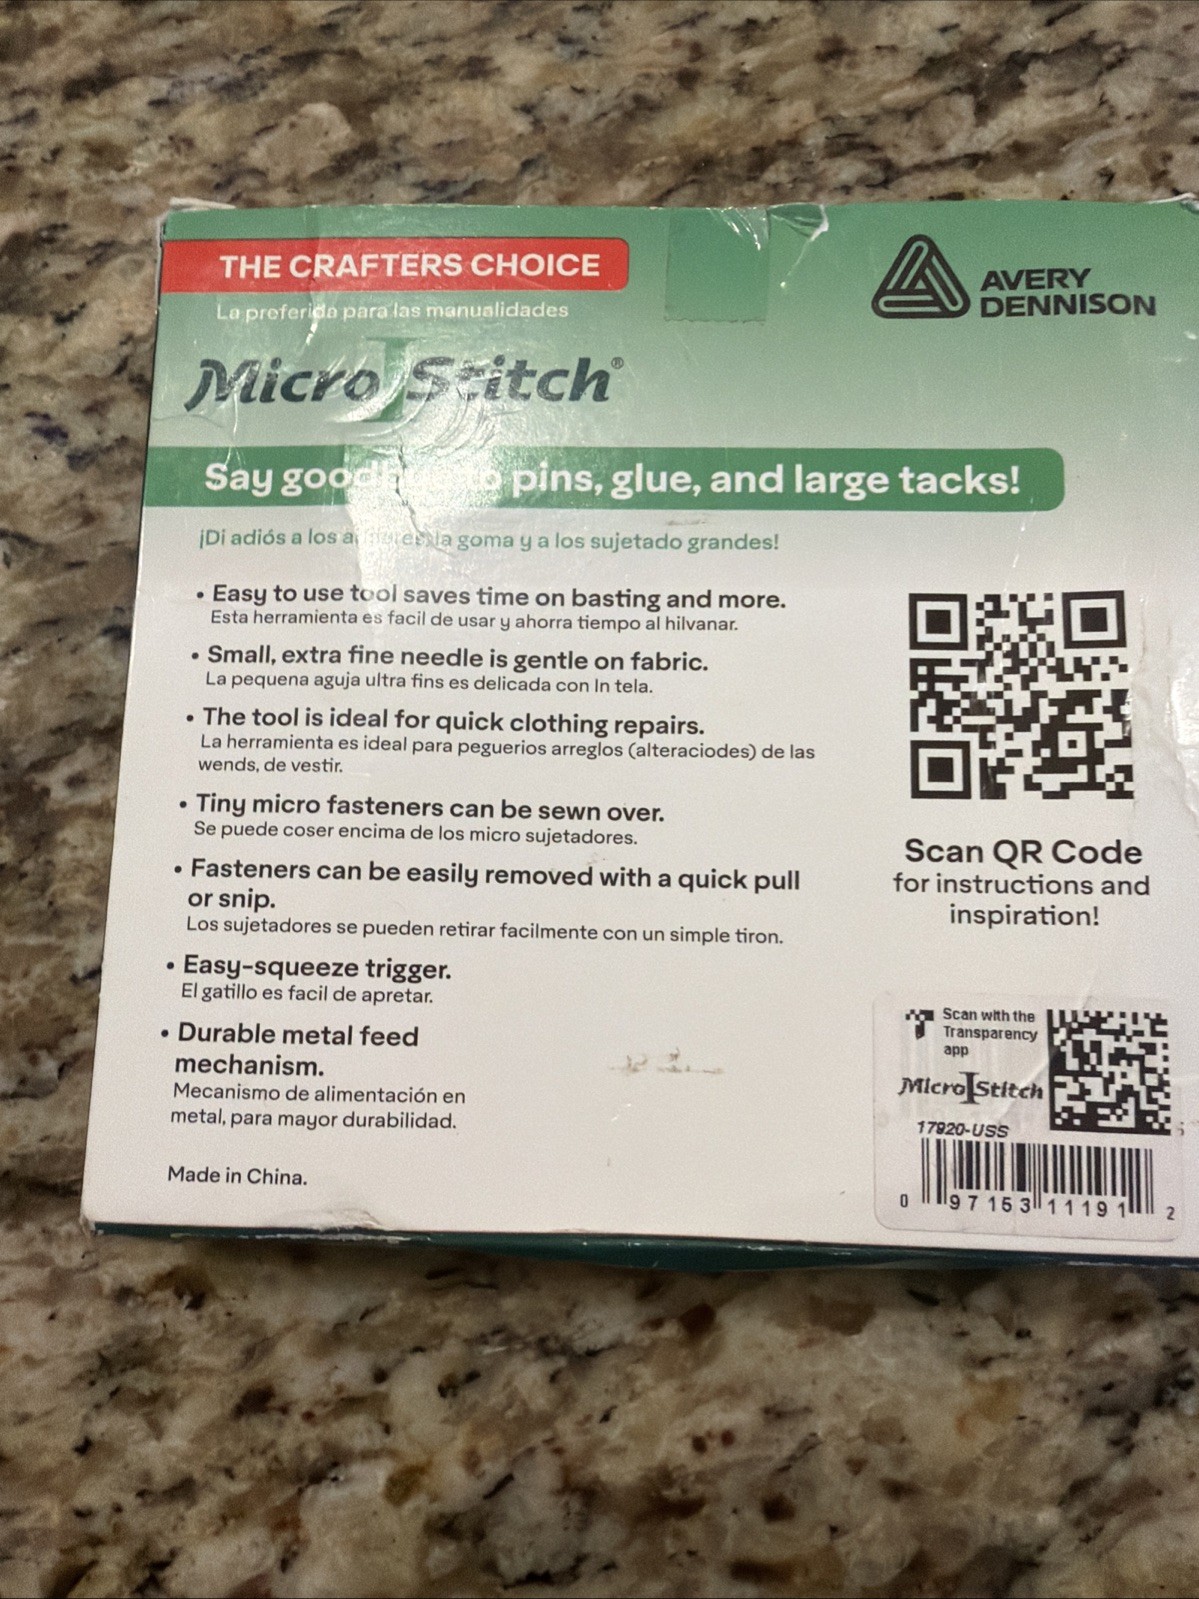 THE CRAFTERS CHOICE
La preferida para las manualidades
AVERY
DENNISON
Micro Stitch®
Say to pins, glue, and large tacks!
¡Di adiós a los la goma y a los sujetado grandes!
• Easy to use tool saves time on basting and more.
Esta herramienta es facil de usar y ahorra tiempo al hilvanar.
• Small, extra fine needle is gentle on fabric.
La pequena aguja ultra fins es delicada con ln tela.
• The tool is ideal for quick clothing repairs.
La herramienta es ideal para peguerios arreglos (alteraciodes) de las
wends, de vestir.
• Tiny micro fasteners can be sewn over.
Se puede coser encima de los micro sujetadores.
• Fasteners can be easily removed with a quick pull
or snip.
Los sujetadores se pueden retirar facilmente con un simple tiron.
• Easy-squeeze trigger.
El gatillo es facil de apretar.
• Durable metal feed
mechanism.
Mecanismo de alimentación en
metal, para mayor durabilidad.
Made in China.
Scan QR Code
for instructions and
inspiration!
Scan with the
Transparency
app
Micro Stitch
17920-USS
0 97153 11191 2